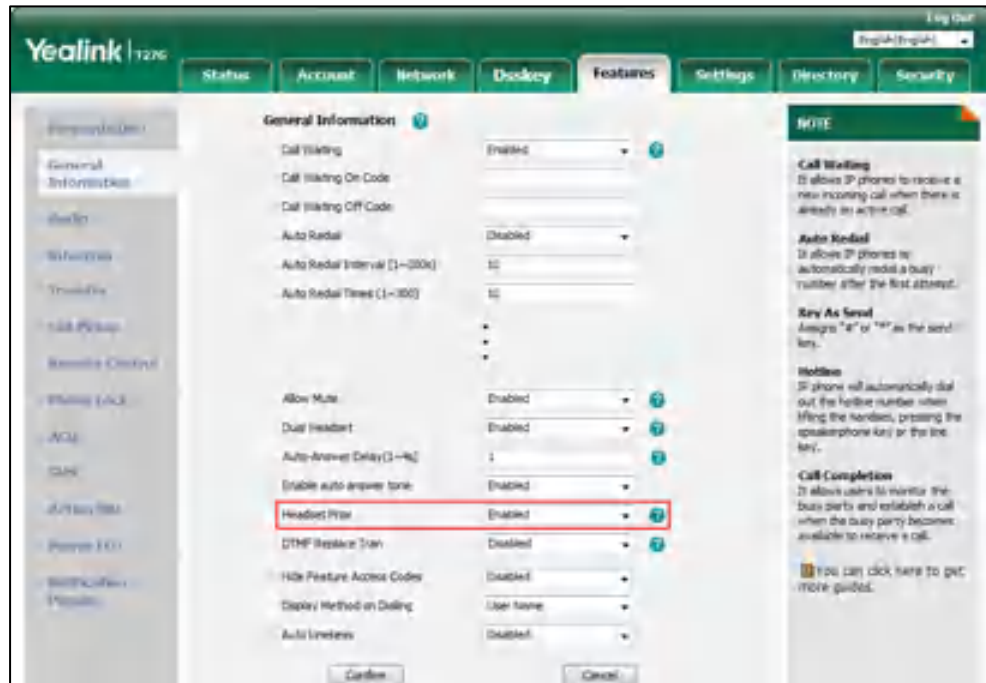 Log Out
English(English)
Yealink T27G
Status Account Network Dsskey Features Settings Directory Security
General Information
NOTE
General Information
Call Waiting Enabled
Call Waiting On Code
Call Waiting Off Code
Auto Redial Disabled
Auto Redial Interval (1~300s) 10
Auto Redial Times (1~300) 10
Allow Mute Enabled
Dual Headset Enabled
Auto-Answer Delay(1~4s) 1
Enable auto answer tone Enabled
Headset Prior Enabled
DTMF Replace Tran Disabled
Hide Feature Access Codes Disabled
Display Method on Dialing User Name
Auto Linekeys Disabled
Confirm Cancel
Audio
Intercom
Transfer
Call Pickup
Remote Control
Phone Lock
ACD
SMS
Action URL
Power LED
Notification Popups
Call Waiting
It allows IP phones to receive a
new incoming call when there is
already an active call.
Auto Redial
It allows IP phones to
automatically redial a busy
number after the first attempt.
Key As Send
Assigns "#" or "*" as the send
key.
Hotline
IP phone will automatically dial
out the hotline number when
lifting the handset, pressing the
speakerphone key or the line
key.
Call Completion
It allows users to monitor the
busy party and establish a call
when the busy party becomes
available to receive a call.
You can click here to get
more guides.